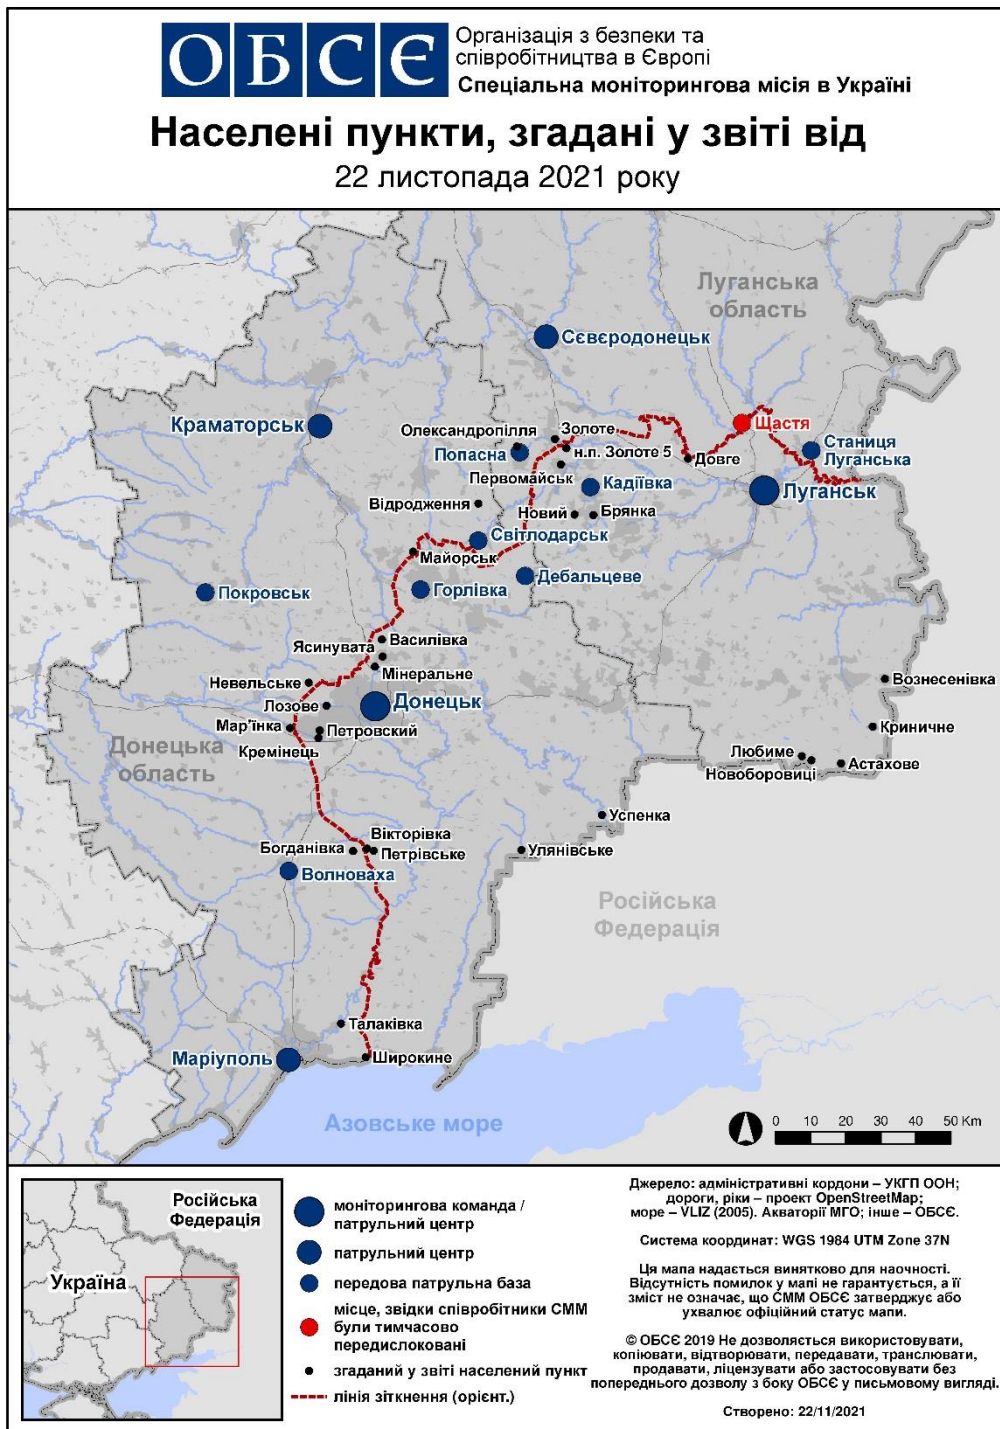 ОБСЄ
Організація з безпеки та
співробітництва в Європі
Спеціальна моніторингова місія в Україні
Населені пункти, згадані у звіті від
22 листопада 2021 року
Луганська
область
Сєвєродонецьк
Краматорськ
Щастя
Олександропілля
Золоте
Станиця
Луганська
Попасна
н.п. Золоте 5
Довге
Первомайськ
Кадіївка
Луганськ
Відродження
Новий
Брянка
Світлодарськ
Майорськ
Дебальцеве
Горлівка
Покровськ
Василівка
Ясинувата
Мінеральне
Невельське
Вознесенівка
Лозове
Донецьк
Мар'їнка
Петровский
Криничне
Кремінець
Донецька
область
Любиме
Астахове
Новоборовиці
Успенка
Вікторівка
Богданівка
Петрівське
Улянівське
Волноваха
Російська
Федерація
Талаківка
Маріуполь
Широкине
Азовське море
0 10 20 30 40 50 Km
Російська
Федерація
Україна
моніторингова команда /
патрульний центр
патрульний центр
передова патрульна база
місце, звідки співробітники СММ
були тимчасово
передислоковані
згаданий у звіті населений пункт
лінія зіткнення (орієнт.)
Джерело: адміністративні кордони – УКГП ООН;
дороги, ріки – проект OpenStreetMap;
море – VLIZ (2005). Акваторії МГО; інше – ОБСЄ.
Система координат: WGS 1984 UTM Zone 37N
Ця мапа надається винятково для наочності.
Відсутність помилок у мапі не гарантується, а її
зміст не означає, що СММ ОБСЄ затверджує або
ухвалює офіційний статус мапи.
© ОБСЄ 2019 Не дозволяється використовувати,
копіювати, відтворювати, передавати, транслювати,
продавати, ліцензувати або застосовувати без
попереднього дозволу з боку ОБСЄ у письмовому вигляді.
Створено: 22/11/2021